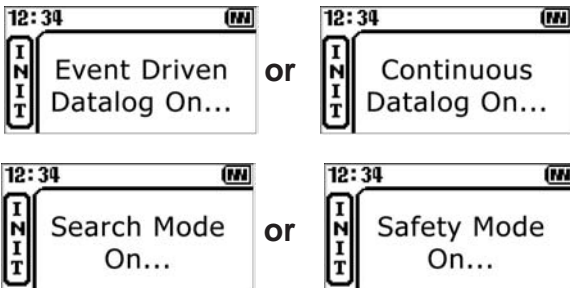 12:34
INIT
Event Driven
Datalog On...
or
12:34
INIT
Continuous
Datalog On...
12:34
INIT
Search Mode
On...
or
12:34
INIT
Safety Mode
On...